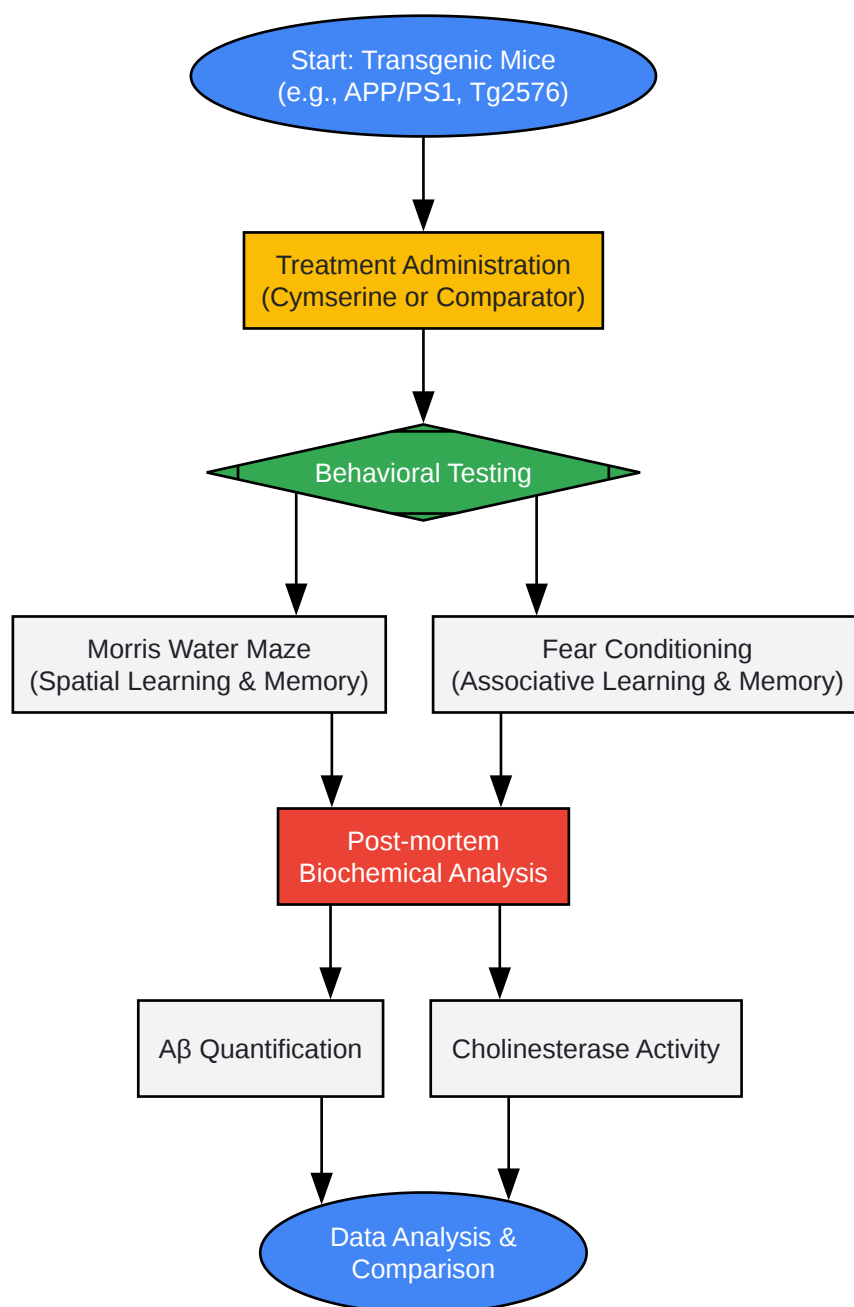 Start: Transgenic Mice
(e.g., APP/PS1, Tg2576)
Treatment Administration
(Cymserine or Comparator)
Behavioral Testing
Morris Water Maze
(Spatial Learning & Memory)
Fear Conditioning
(Associative Learning & Memory)
Post-mortem
Biochemical Analysis
Aβ Quantification
Cholinesterase Activity
Data Analysis &
Comparison